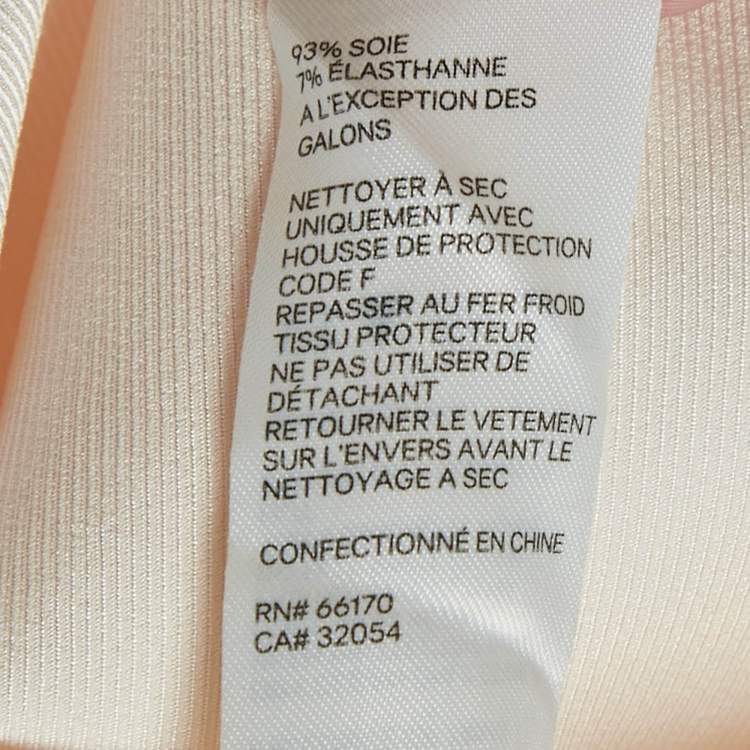 93% SOIE
7% ÉLASTHANNE
A L'EXCEPTION DES
GALONS
NETTOYER À SEC
UNIQUEMENT AVEC
HOUSSE DE PROTECTION
CODE F
REPASSER AU FER FROID
TISSU PROTECTEUR
NE PAS UTILISER DE
DÉTACHANT
RETOURNER LE VETEMENT
SUR L'ENVERS AVANT LE
NETTOYAGE A SEC
CONFECTIONNÉ EN CHINE
RN# 66170
CA# 32054